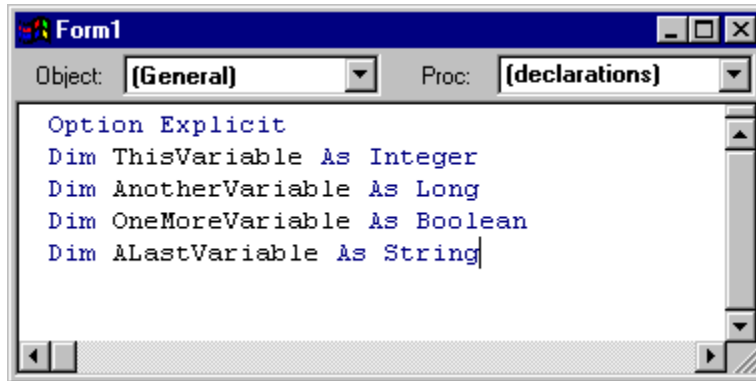 Form1
Object: (General) Proc: (declarations)
Option Explicit
Dim ThisVariable As Integer
Dim AnotherVariable As Long
Dim OneMoreVariable As Boolean
Dim ALastVariable As String